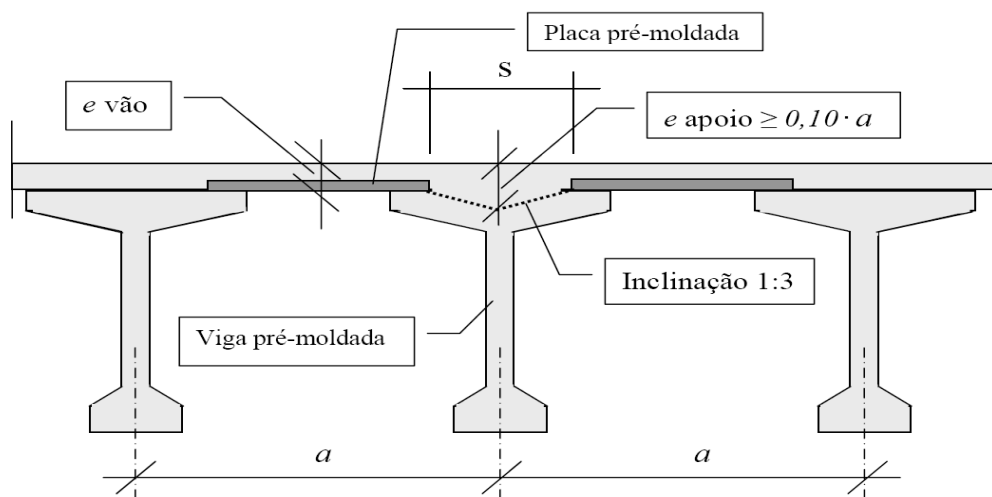 Placa pré-moldada
S
e vão
e apoio ≥ 0,10· a
Inclinação 1:3
Viga pré-moldada
a
a